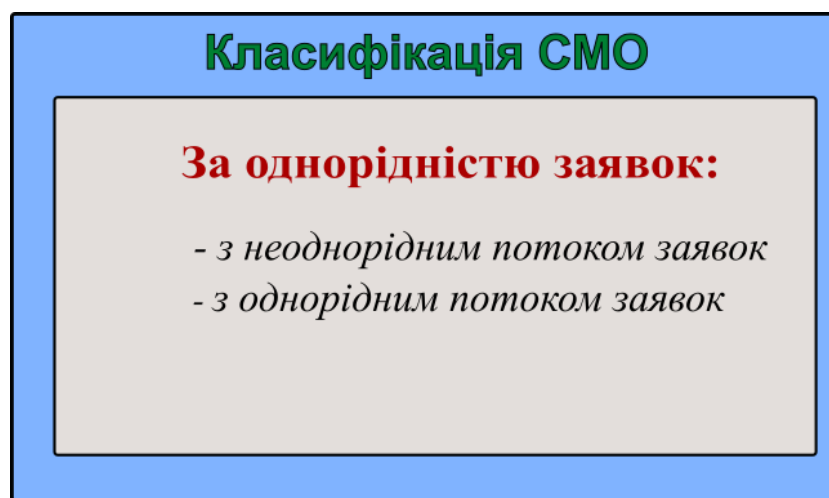 Класифікація СМО
За однорідністю заявок:
- з неоднорідним потоком заявок
- з однорідним потоком заявок